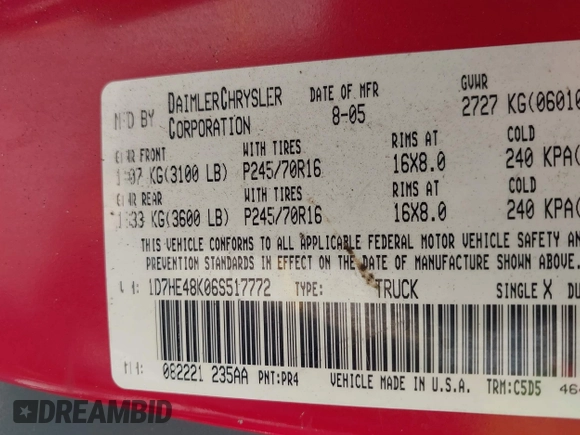 MFD BY DAIMLERCHRYSLER CORPORATION DATE OF MFR 8-05 GVWR 2727 KG(06010
FRONT WITH TIRES RIMS AT COLD
KG(3100 LB) P245/70R16 16X8.0 240 KPA(
REAR WITH TIRES RIMS AT COLD
KG(3600 LB) P245/70R16 16X8.0 240 KPA(
THIS VEHICLE CONFORMS TO ALL APPLICABLE FEDERAL MOTOR VEHICLE SAFETY AN
PREVENTION STANDARDS IN EFFECT ON THE DATE OF MANUFACTURE SHOWN ABOVE.
1D7HE48K06S517772 TYPE: TRUCK SINGLE X DU
082221 235AA PNT:PR4 VEHICLE MADE IN U.S.A. TRM:C5D5 464
DREAMBID